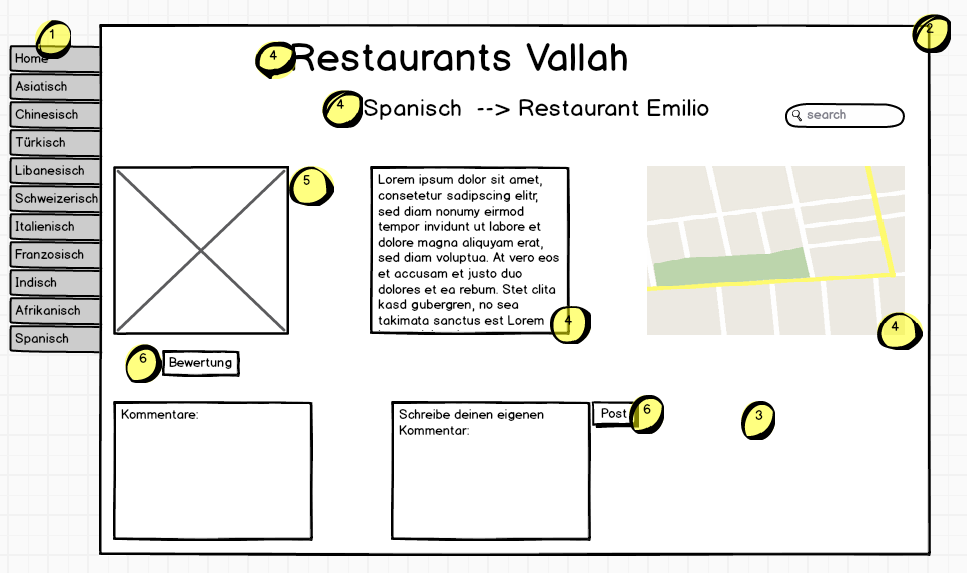 1
2
Home
Asiatisch
Chinesisch
Türkisch
Libanesisch
Schweizerisch
Italienisch
Franzosisch
Indisch
Afrikanisch
Spanisch
4
Restaurants Vallah
4
Spanisch --> Restaurant Emilio
search
5
Lorem ipsum dolor sit amet,
consetetur sadipscing elitr,
sed diam nonumy eirmod
tempor invidunt ut labore et
dolore magna aliquyam erat,
sed diam voluptua. At vero eos
et accusam et justo duo
dolores et ea rebum. Stet clita
kasd gubergren, no sea
takimata sanctus est Lorem
4
4
6
Bewertung
Kommentare:
Schreibe deinen eigenen
Kommentar:
Post
6
3